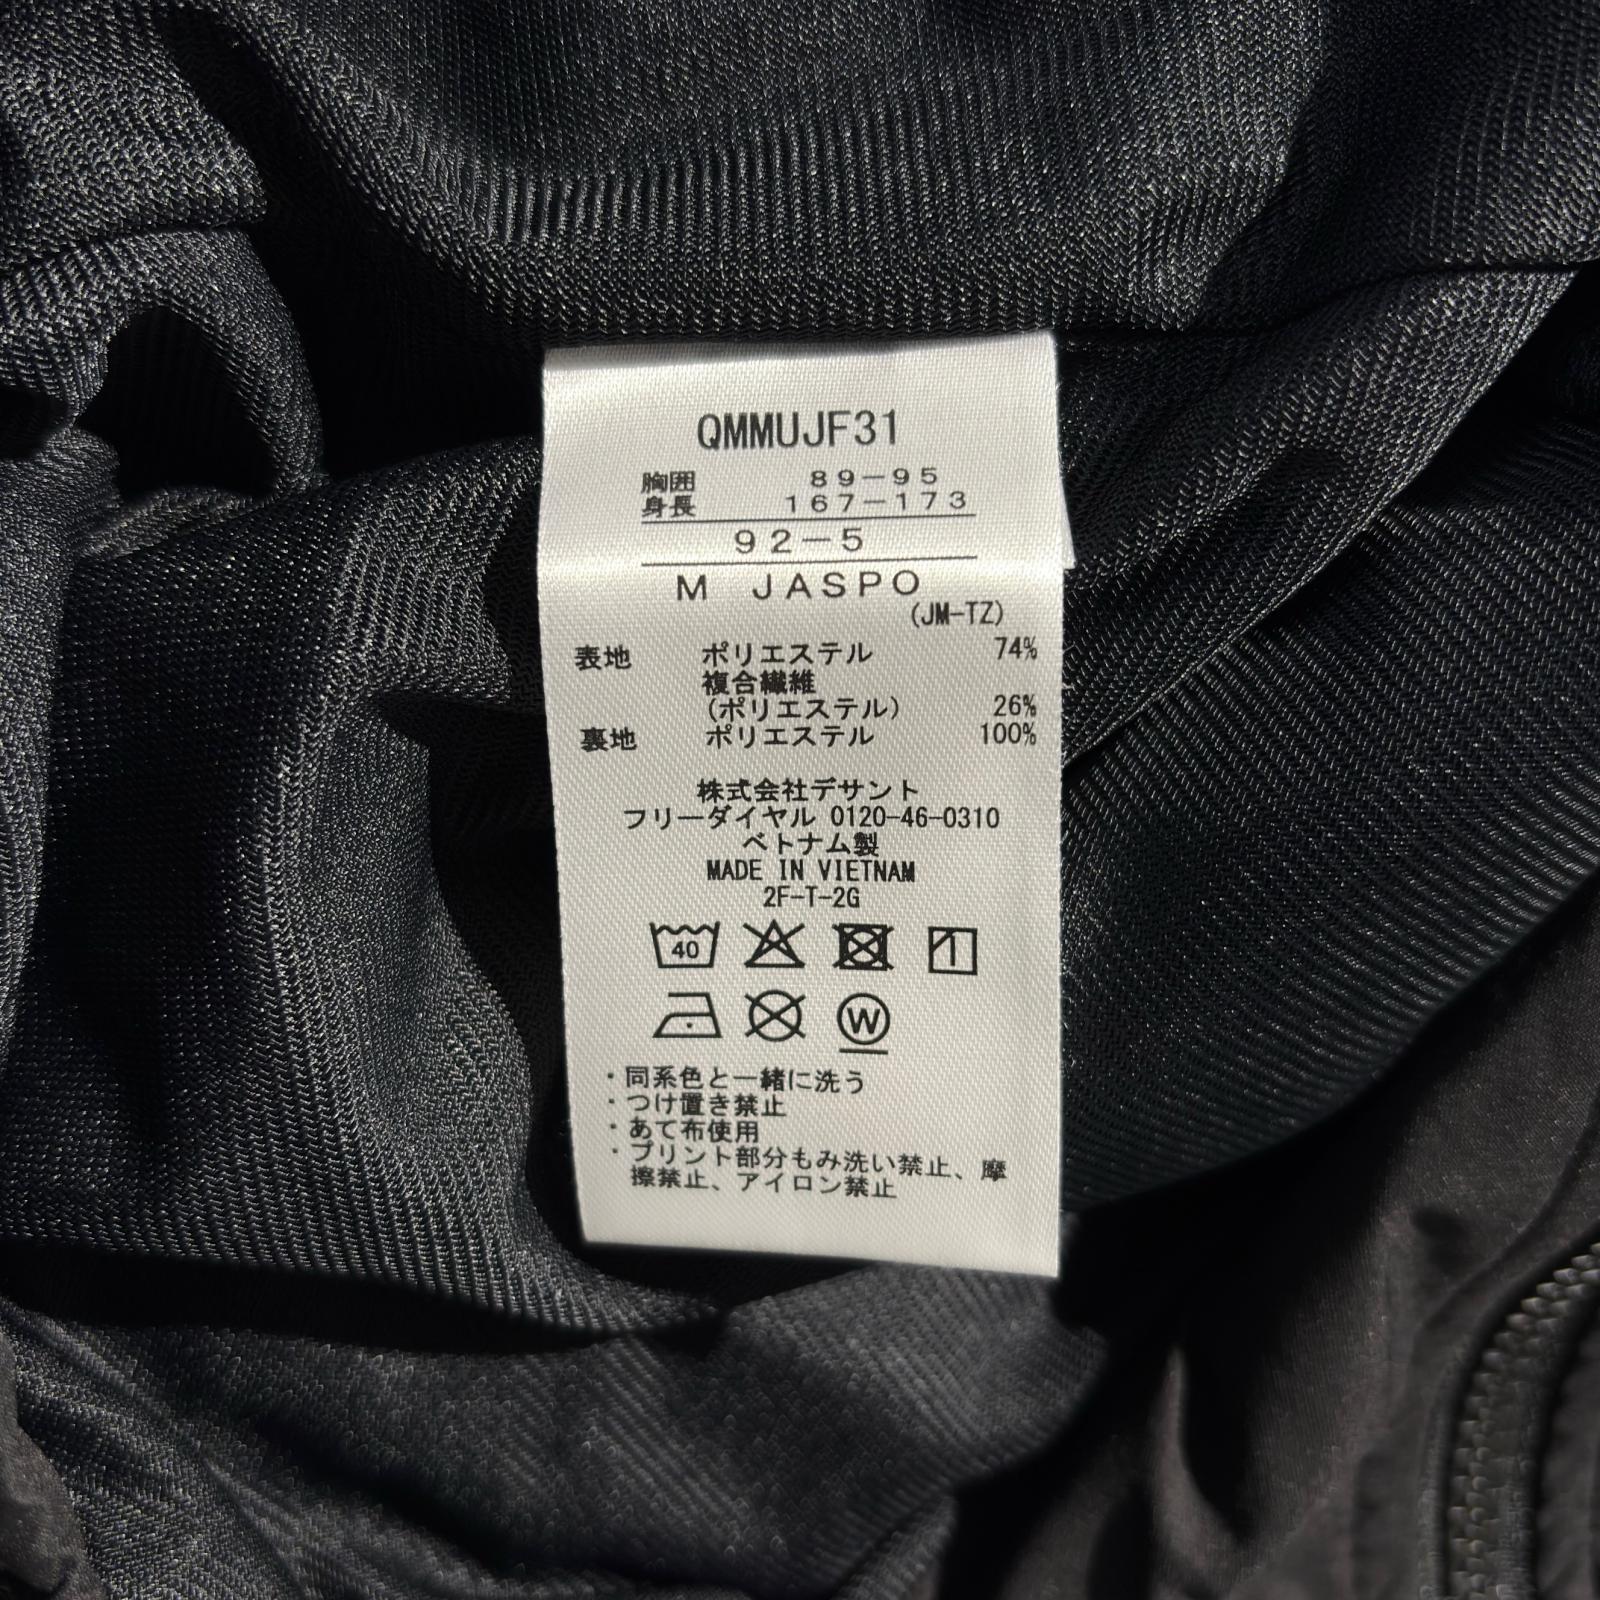 QMMUJF31
胸囲 89-95
身長 167-173
92-5
M JASPO
(JM-TZ)
表地 ポリエステル 74%
複合繊維
(ポリエステル) 26%
裏地 ポリエステル 100%
株式会社デサント
フリーダイヤル 0120-46-0310
ベトナム製
MADE IN VIETNAM
2F-T-2G
40
W
・同系色と一緒に洗う
・つけ置き禁止
・あて布使用
・プリント部分もみ洗い禁止、摩
擦禁止、アイロン禁止